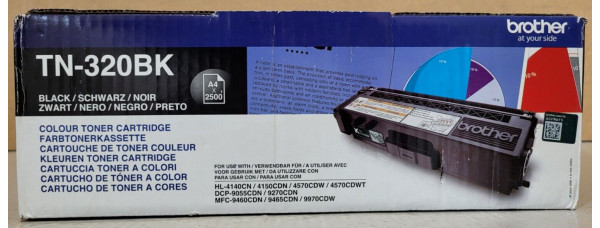 brother
at your side
TN-320BK
A4
2500
BLACK / SCHWARZ / NOIR
ZWART / NERO / NEGRO / PRETO
COLOUR TONER CARTRIDGE
FARBTONERKASSETTE
CARTOUCHE DE TONER COULEUR
KLEUREN TONER CARTRIDGE
CARTUCCIA TONER A COLORI
CARTUCHO DE TÓNER A COLOR
CARTUCHO DE TONER A CORES
FOR USE WITH / VERWENDBAR FÜR / A UTILISER AVEC
VOOR GEBRUIK MET / DA UTILIZZARE CON
PARA USAR CON / PARA USAR COM
HL-4140CN / 4150CDN / 4570CDW / 4570CDWT
DCP-9055CDN / 9270CDN
MFC-9460CDN / 9465CDN / 9970CDW
brother